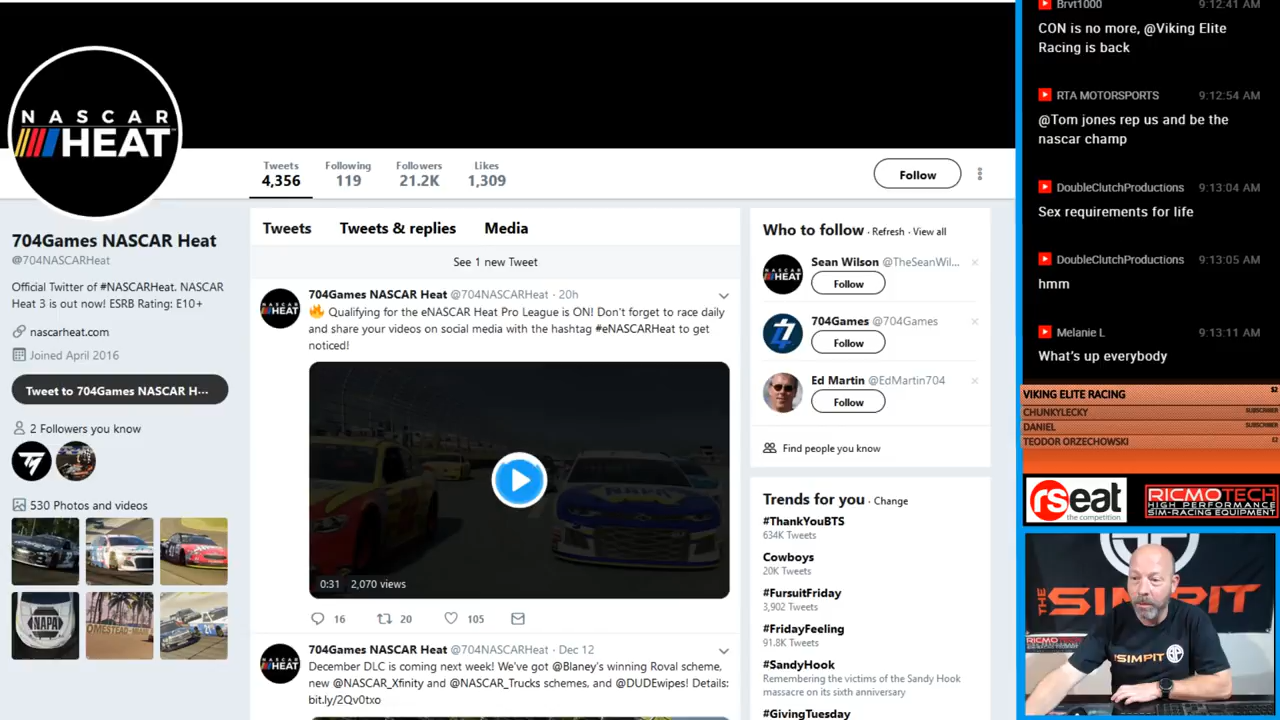 NASCAR
HEAT
Tweets
4,356
Following
119
Followers
21.2K
Likes
1,309
Follow
704Games NASCAR Heat
@704NASCARHeat
Official Twitter of #NASCARHeat. NASCAR
Heat 3 is out now! ESRB Rating: E10+
nascarheat.com
Joined April 2016
Tweet to 704Games NASCAR H···
2 Followers you know
530 Photos and videos
NAPA
Tweets Tweets & replies Media
See 1 new Tweet
704Games NASCAR Heat @704NASCARHeat · 20h
🔥 Qualifying for the eNASCAR Heat Pro League is ON! Don't forget to race daily
and share your videos on social media with the hashtag #eNASCARHeat to get
noticed!
NAPA
0:31 2,070 views
16 20 105
704Games NASCAR Heat @704NASCARHeat · Dec 12
December DLC is coming next week! We've got @Blaney's winning Roval scheme,
new @NASCAR_Xfinity and @NASCAR_Trucks schemes, and @DUDEwipes! Details:
bit.ly/2Qv0txo
Who to follow · Refresh · View all
Sean Wilson @TheSeanWil...
Follow
704Games @704Games
Follow
Ed Martin @EdMartin704
Follow
Find people you know
Trends for you · Change
#ThankYouBTS
634K Tweets
Cowboys
20K Tweets
#FursuitFriday
3,902 Tweets
#FridayFeeling
91.8K Tweets
#SandyHook
Remembering the victims of the Sandy Hook
massacre on its sixth anniversary
#GivingTuesday
Brvt1000 9:12:41 AM
CON is no more, @Viking Elite
Racing is back
RTA MOTORSPORTS 9:12:54 AM
@Tom jones rep us and be the
nascar champ
DoubleClutchProductions 9:13:04 AM
Sex requirements for life
DoubleClutchProductions 9:13:05 AM
hmm
Melanie L 9:13:11 AM
What's up everybody
VIKING ELITE RACING $2
CHUNKYLECKY SUBSCRIBER
DANIEL SUBSCRIBER
TEODOR ORZECHOWSKI
rseat
the competition
RICMOTECH
HIGH PERFORMANCE
SIM-RACING EQUIPMENT
THE SIMPIT
RICMOTECH
SIMPIT